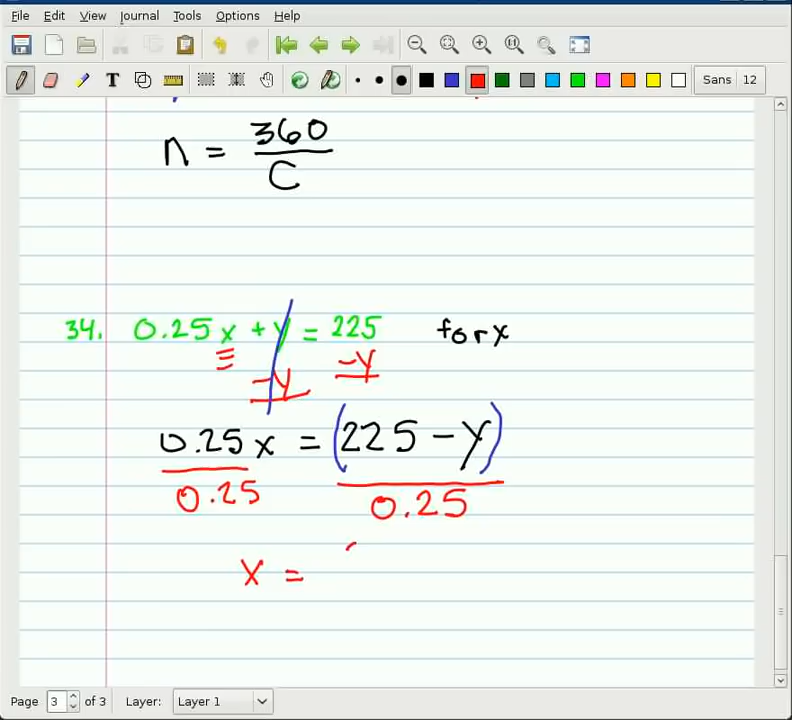 File Edit View Journal Tools Options Help
T Sans 12
n = 360
C
34. 0.25x + y = 225 for x
-y -y
0.25x = (225 - y)
0.25 0.25
x =
Page 3 of 3 Layer: Layer 1